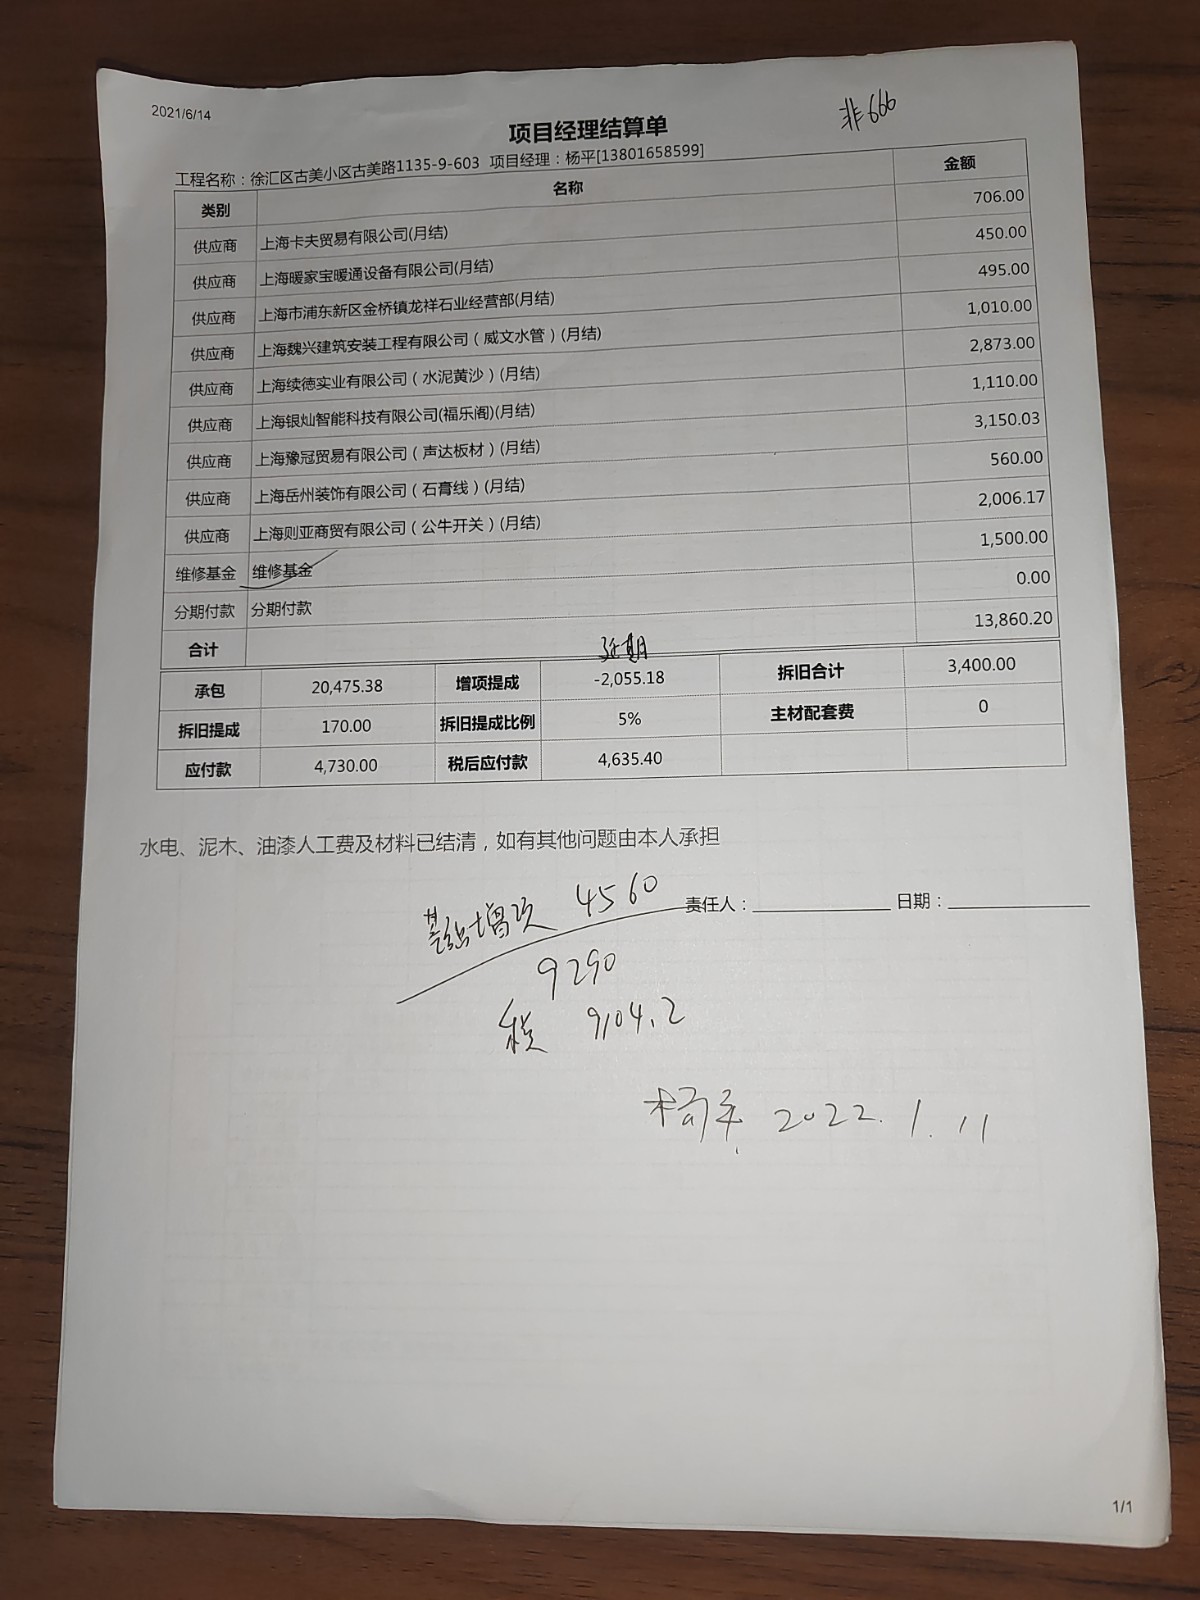 2021/6/14
非666
项目经理结算单
工程名称：徐汇区古美小区古美路1135-9-603 项目经理：杨平[13801658599]
类别 名称 金额
供应商 上海卡夫贸易有限公司(月结) 706.00
供应商 上海暖家宝暖通设备有限公司(月结) 450.00
供应商 上海市浦东新区金桥镇龙祥石业经营部(月结) 495.00
供应商 上海魏兴建筑安装工程有限公司（威文水管）(月结) 1,010.00
供应商 上海续徳实业有限公司（水泥黄沙）(月结) 2,873.00
供应商 上海银灿智能科技有限公司(福乐阁)(月结) 1,110.00
供应商 上海豫冠贸易有限公司（声达板材）(月结) 3,150.03
供应商 上海岳州装饰有限公司（石膏线）(月结) 560.00
供应商 上海则亚商贸有限公司（公牛开关）(月结) 2,006.17
维修基金 维修基金 1,500.00
分期付款 分期付款 0.00
合计 13,860.20
延期
承包 20,475.38 增项提成 -2,055.18 拆旧合计 3,400.00
拆旧提成 170.00 拆旧提成比例 5% 主材配套费 0
应付款 4,730.00 税后应付款 4,635.40
水电、泥木、油漆人工费及材料已结清，如有其他问题由本人承担
责任人： 日期：
增项 4560
9290
税 9104.2
杨平 2022.1.11
1/1